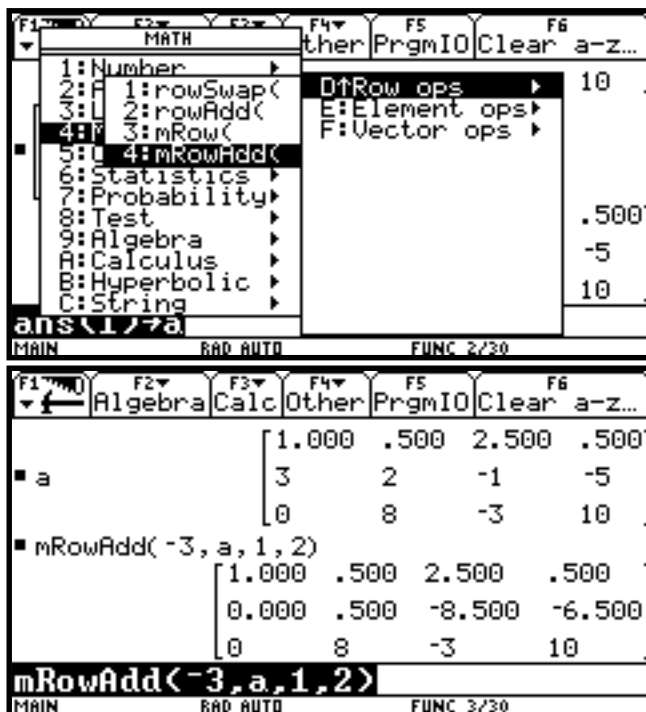 F1 F2 F3 F4 F5 F6
MATH
ther PrgmIO Clear a-z…
1:Number
2:A
3:L
4:M
5:C
6:Statistics
7:Probability
8:Test
9:Algebra
A:Calculus
B:Hyperbolic
C:String
1:rowSwap(
2:rowAdd(
3:mRow(
4:mRowAdd(
D↑Row ops
E:Element ops
F:Vector ops
10
.500
-5
10
ans(1)→a
MAIN RAD AUTO FUNC 2/30
F1 F2 F3 F4 F5 F6
Algebra Calc Other PrgmIO Clear a-z…
1.000 .500 2.500 .500
▪ a 3 2 -1 -5
0 8 -3 10
▪ mRowAdd(-3, a, 1, 2)
1.000 .500 2.500 .500
0.000 .500 -8.500 -6.500
0 8 -3 10
mRowAdd(-3,a,1,2)
MAIN RAD AUTO FUNC 3/30